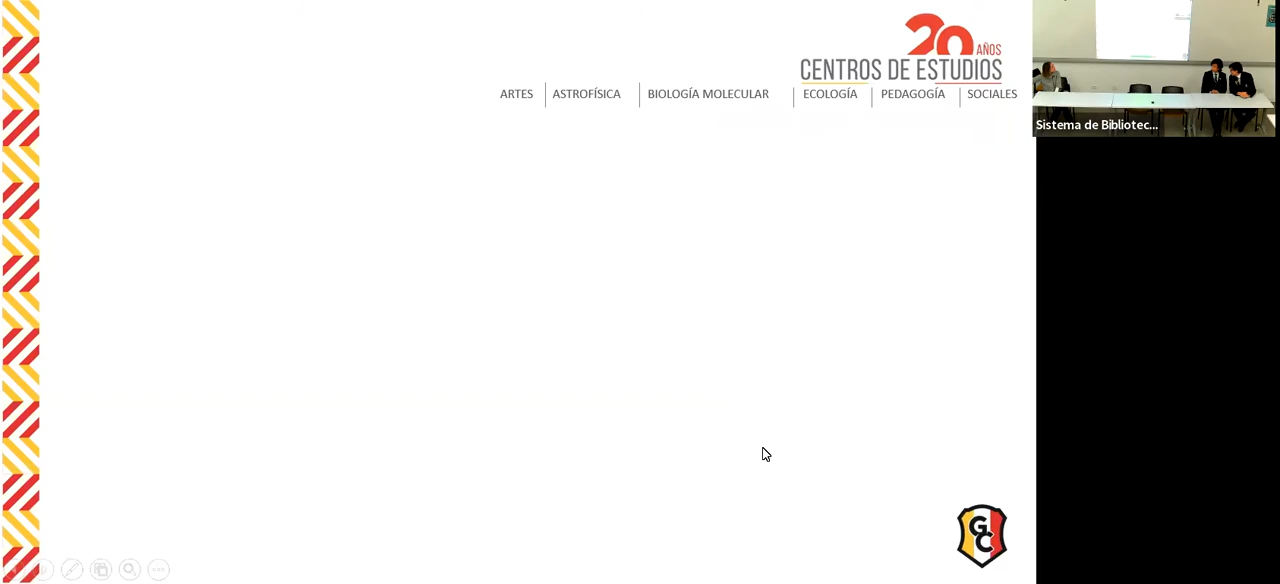 20 AÑOS
CENTROS DE ESTUDIOS
ARTES | ASTROFÍSICA | BIOLOGÍA MOLECULAR | ECOLOGÍA | PEDAGOGÍA | SOCIALES
Sistema de Bibliotec...
GC